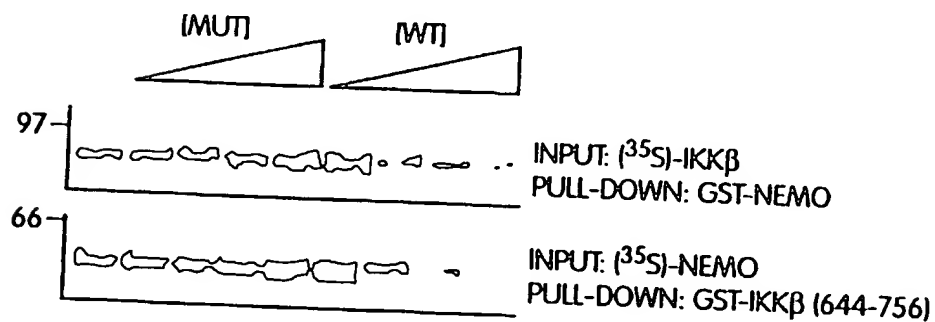 [MUT] [WT]
97
INPUT: (35S)-IKKβ
PULL-DOWN: GST-NEMO
66
INPUT: (35S)-NEMO
PULL-DOWN: GST-IKKβ (644-756)